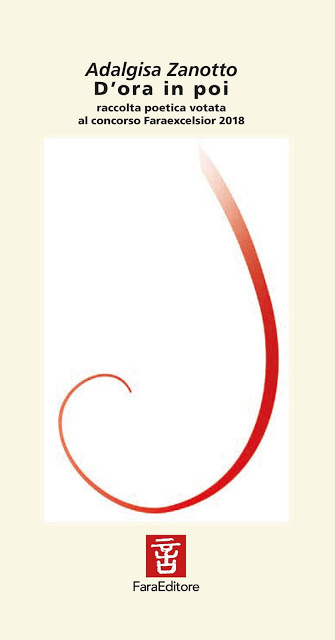 Adalgisa Zanotto
D'ora in poi
raccolta poetica votata
al concorso Faraexcelsior 2018
FaraEditore